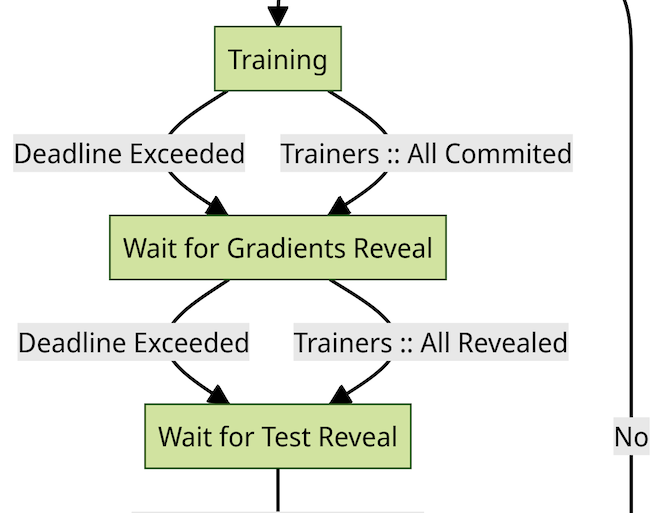 Training
Deadline Exceeded
Trainers :: All Commited
Wait for Gradients Reveal
Deadline Exceeded
Trainers :: All Revealed
Wait for Test Reveal
No